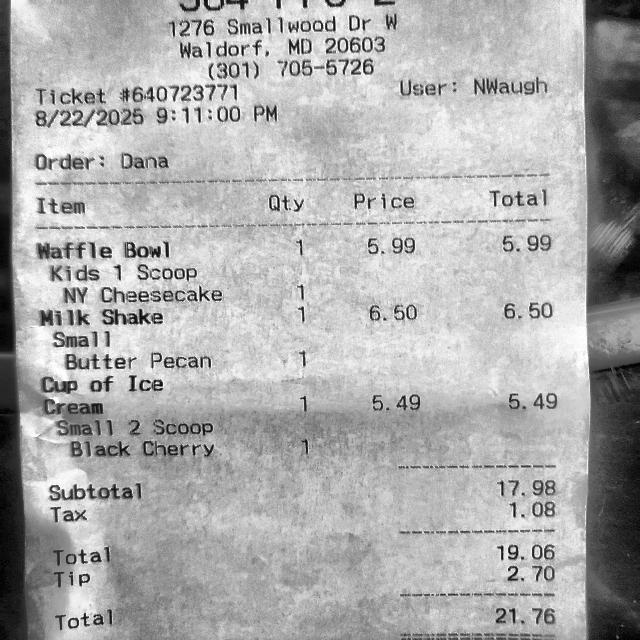 1276 Smallwood Dr W
Waldorf, MD 20603
(301) 705-5726
Ticket #640723771 User: NWaugh
8/22/2025 9:11:00 PM
Order: Dana
Item Qty Price Total
Waffle Bowl 1 5.99 5.99
Kids 1 Scoop
NY Cheesecake 1
Milk Shake 1 6.50 6.50
Small
Butter Pecan 1
Cup of Ice
Cream 1 5.49 5.49
Small 2 Scoop
Black Cherry 1
Subtotal 17.98
Tax 1.08
Total 19.06
Tip 2.70
Total 21.76